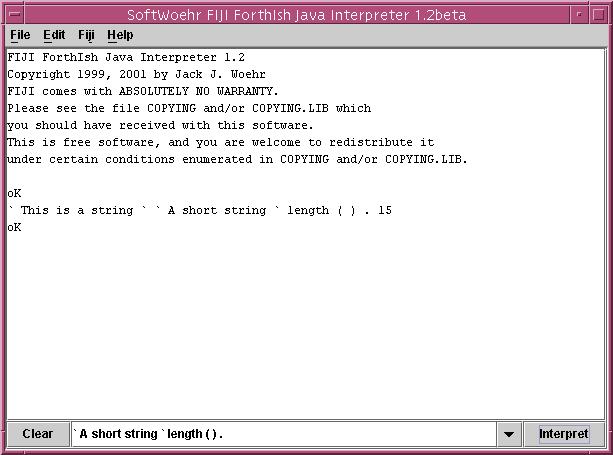 SoftWoehr FIJI ForthIsh Java Interpreter 1.2beta
File Edit Fiji Help
FIJI ForthIsh Java Interpreter 1.2
Copyright 1999, 2001 by Jack J. Woehr
FIJI comes with ABSOLUTELY NO WARRANTY.
Please see the file COPYING and/or COPYING.LIB which
you should have received with this software.
This is free software, and you are welcome to redistribute it
under certain conditions enumerated in COPYING and/or COPYING.LIB.
oK
` This is a string ` ` A short string ` length ( ) . 15
oK
Clear ` A short string ` length ( ) . Interpret